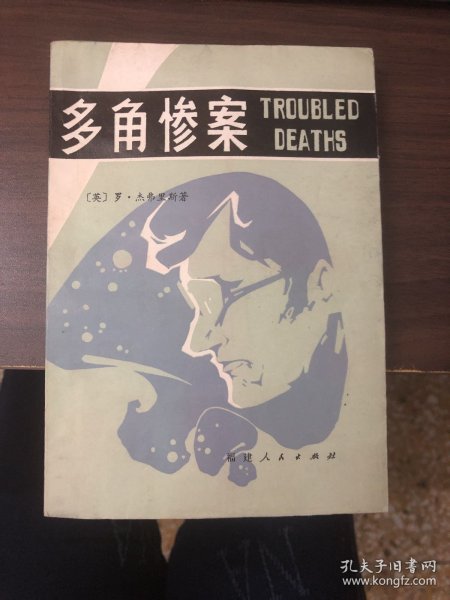 多角惨案
TROUBLED
DEATHS
〔英〕罗·杰弗里斯著
福建人民出版社
孔夫子旧书网
www.kongfz.com